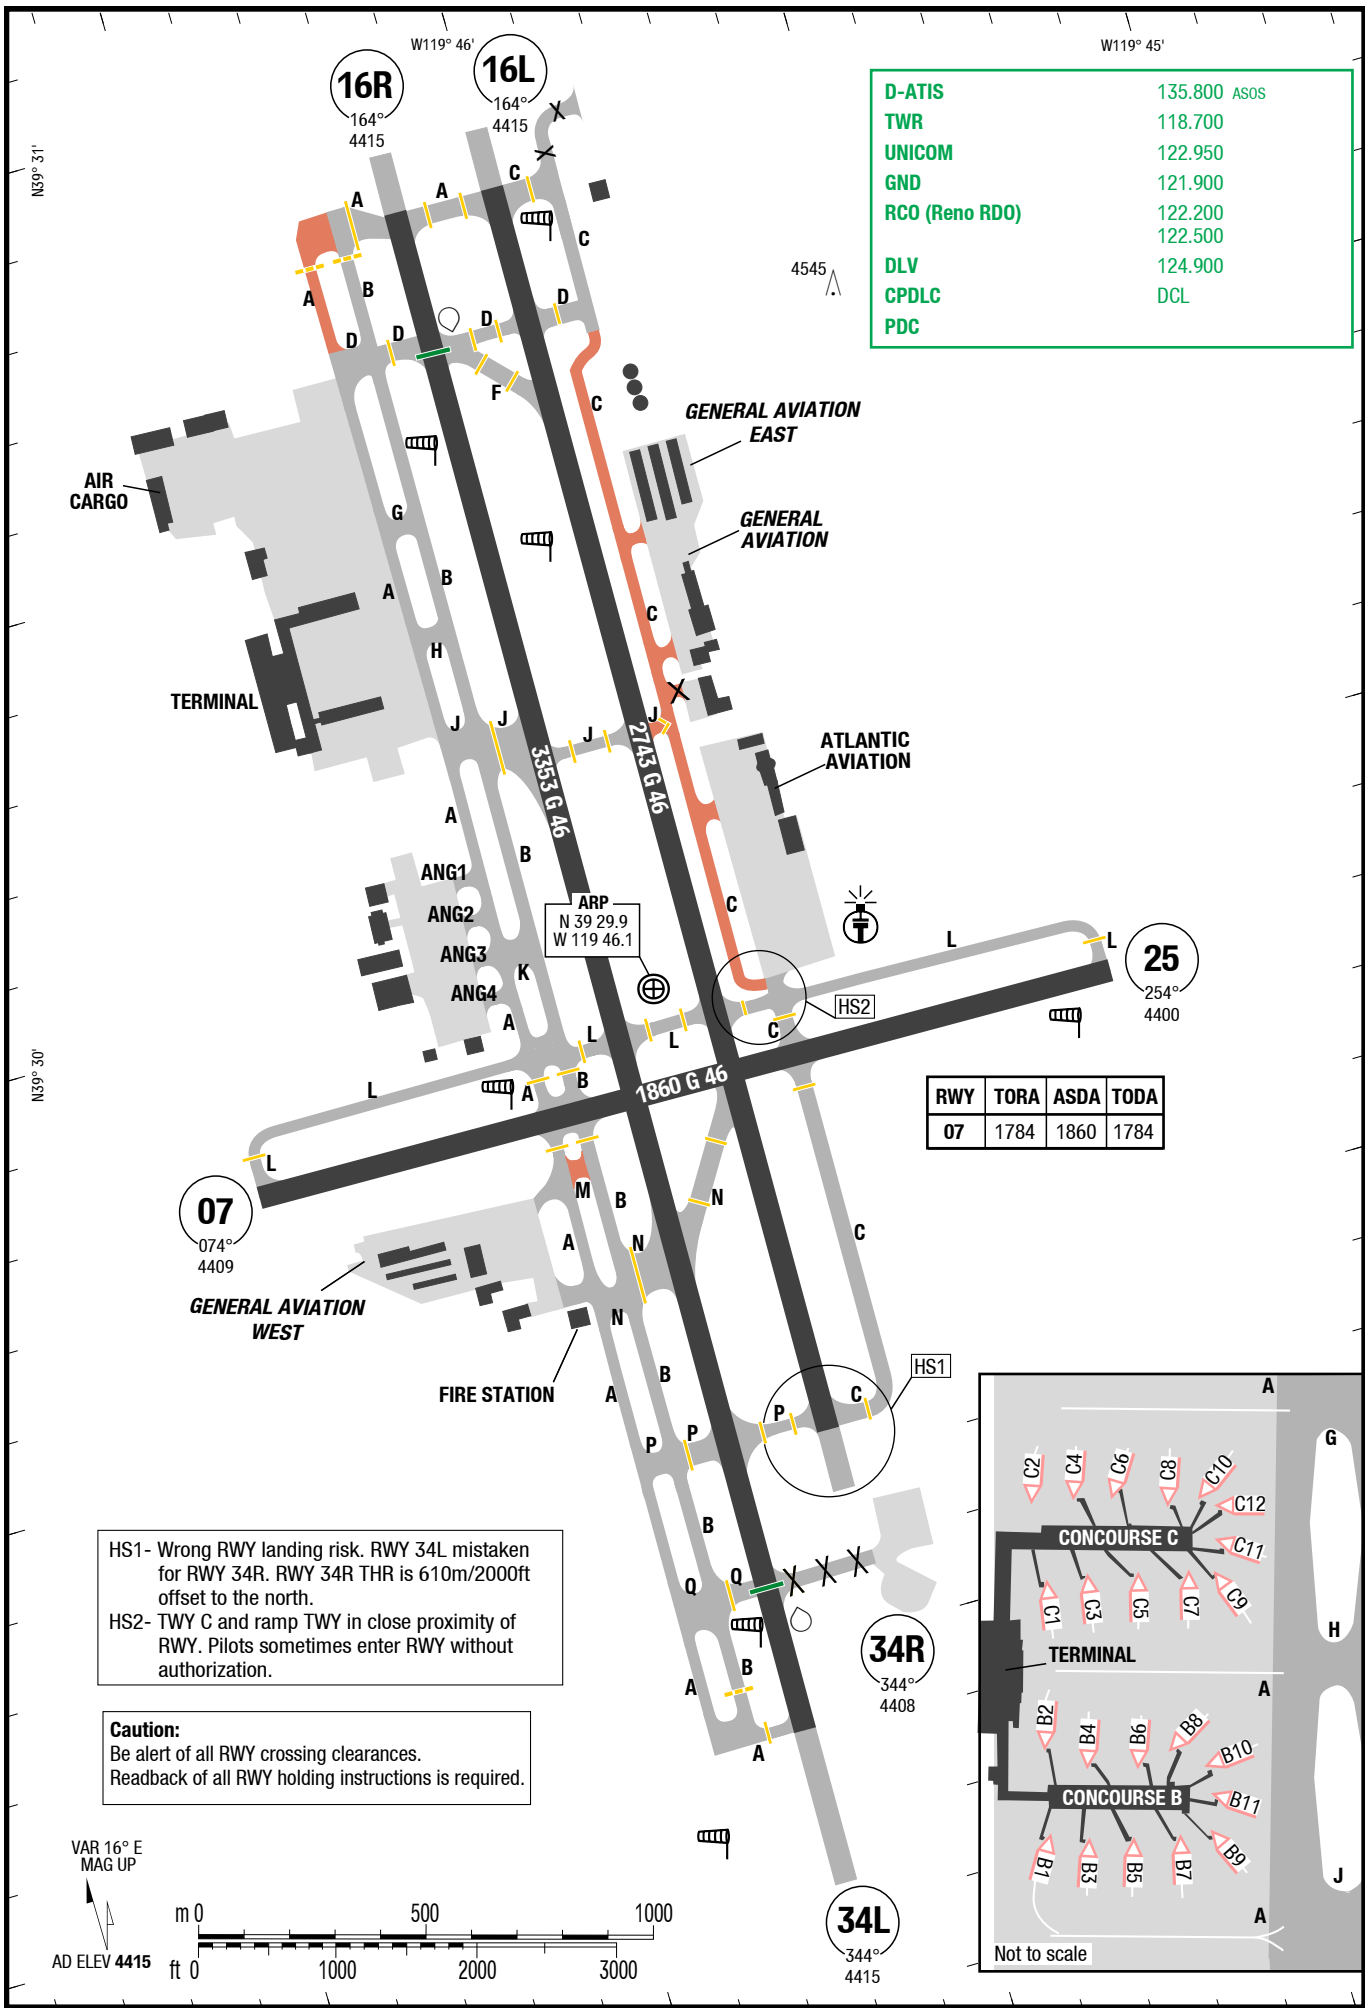 W119° 46'
W119° 45'
16R
164°
4415
16L
164°
4415
D-ATIS 135.800 ASOS
TWR 118.700
UNICOM 122.950
GND 121.900
RCO (Reno RDO) 122.200
122.500
DLV 124.900
CPDLC DCL
PDC
N39° 31'
A
A
C
C
A
B
D
D
D
D
F
4545
C
GENERAL AVIATION
EAST
AIR
CARGO
G
GENERAL
AVIATION
A
B
C
H
TERMINAL
J
J
J
J
3353 G 46
2743 G 46
ATLANTIC
AVIATION
A
B
ANG1
ANG2
ANG3
ANG4
ARP
N 39 29.9
W 119 46.1
C
K
A
L
L
25
254°
4400
HS2
C
L
L
N39° 30'
L
A
B
1860 G 46
RWY TORA ASDA TODA
07 1784 1860 1784
L
07
074°
4409
M
B
N
A
N
C
GENERAL AVIATION
WEST
N
FIRE STATION
A
B
HS1
C
P
P
P
B
Q
Q
34R
344°
4408
A
B
A
HS1- Wrong RWY landing risk. RWY 34L mistaken
for RWY 34R. RWY 34R THR is 610m/2000ft
offset to the north.
HS2- TWY C and ramp TWY in close proximity of
RWY. Pilots sometimes enter RWY without
authorization.
Caution:
Be alert of all RWY crossing clearances.
Readback of all RWY holding instructions is required.
VAR 16° E
MAG UP
AD ELEV 4415
m 0 500 1000
ft 0 1000 2000 3000
34L
344°
4415
A
G
C2
C4
C6
C8
C10
C12
CONCOURSE C
C11
C1
C3
C5
C7
C9
H
TERMINAL
A
B2
B4
B6
B8
B10
CONCOURSE B
B11
B1
B3
B5
B7
B9
J
A
Not to scale